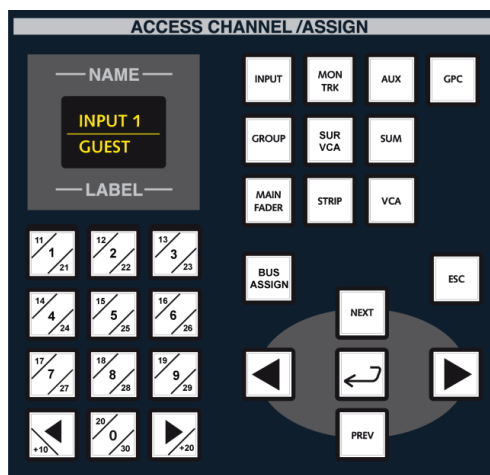 ACCESS CHANNEL /ASSIGN
NAME
INPUT 1
GUEST
LABEL
INPUT
MON
TRK
AUX
GPC
GROUP
SUR
VCA
SUM
MAIN
FADER
STRIP
VCA
11
1
21
12
2
22
13
3
23
14
4
24
15
5
25
16
6
26
17
7
27
18
8
28
19
9
29
+10
20
0
30
+20
BUS
ASSIGN
ESC
NEXT
PREV